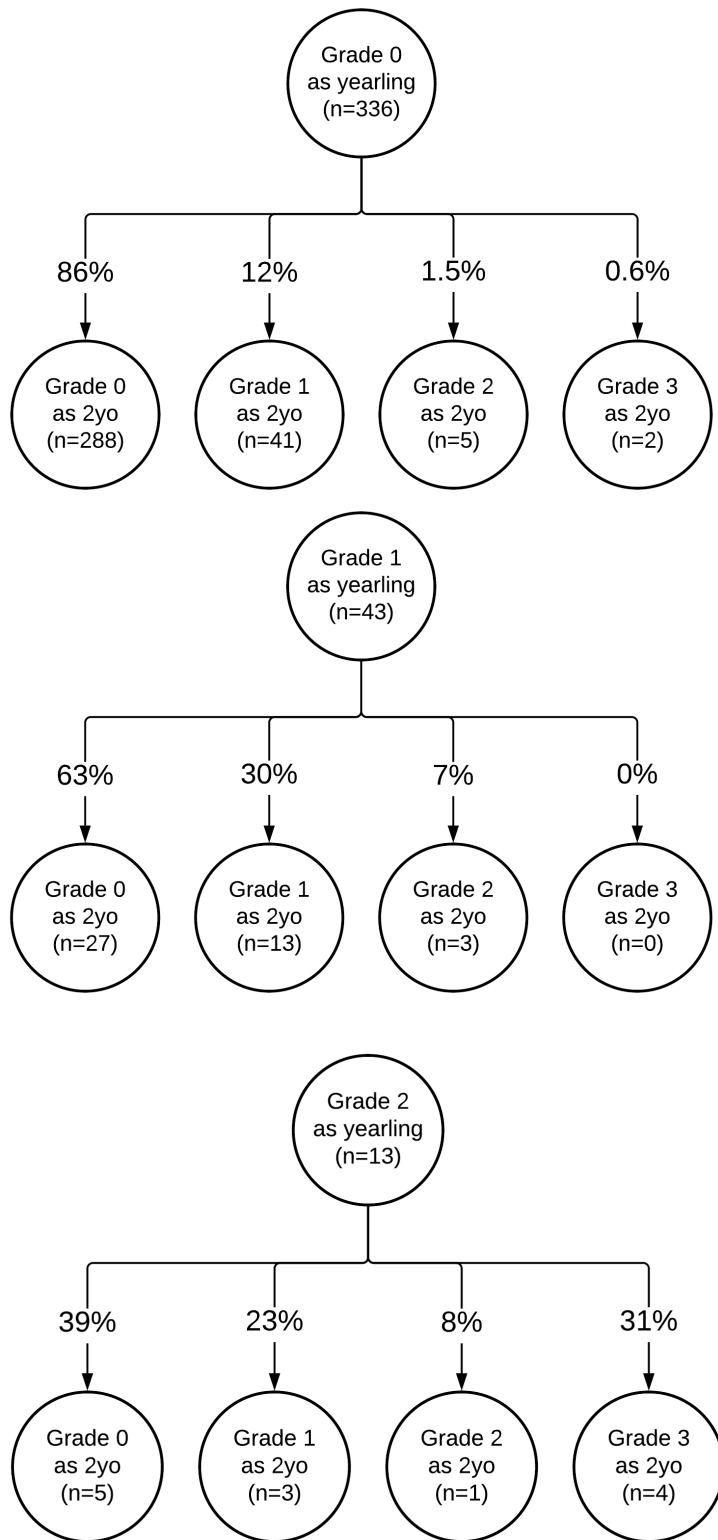 Grade 0
as yearling
(n=336)
86%
12%
1.5%
0.6%
Grade 0
as 2yo
(n=288)
Grade 1
as 2yo
(n=41)
Grade 2
as 2yo
(n=5)
Grade 3
as 2yo
(n=2)
Grade 1
as yearling
(n=43)
63%
30%
7%
0%
Grade 0
as 2yo
(n=27)
Grade 1
as 2yo
(n=13)
Grade 2
as 2yo
(n=3)
Grade 3
as 2yo
(n=0)
Grade 2
as yearling
(n=13)
39%
23%
8%
31%
Grade 0
as 2yo
(n=5)
Grade 1
as 2yo
(n=3)
Grade 2
as 2yo
(n=1)
Grade 3
as 2yo
(n=4)